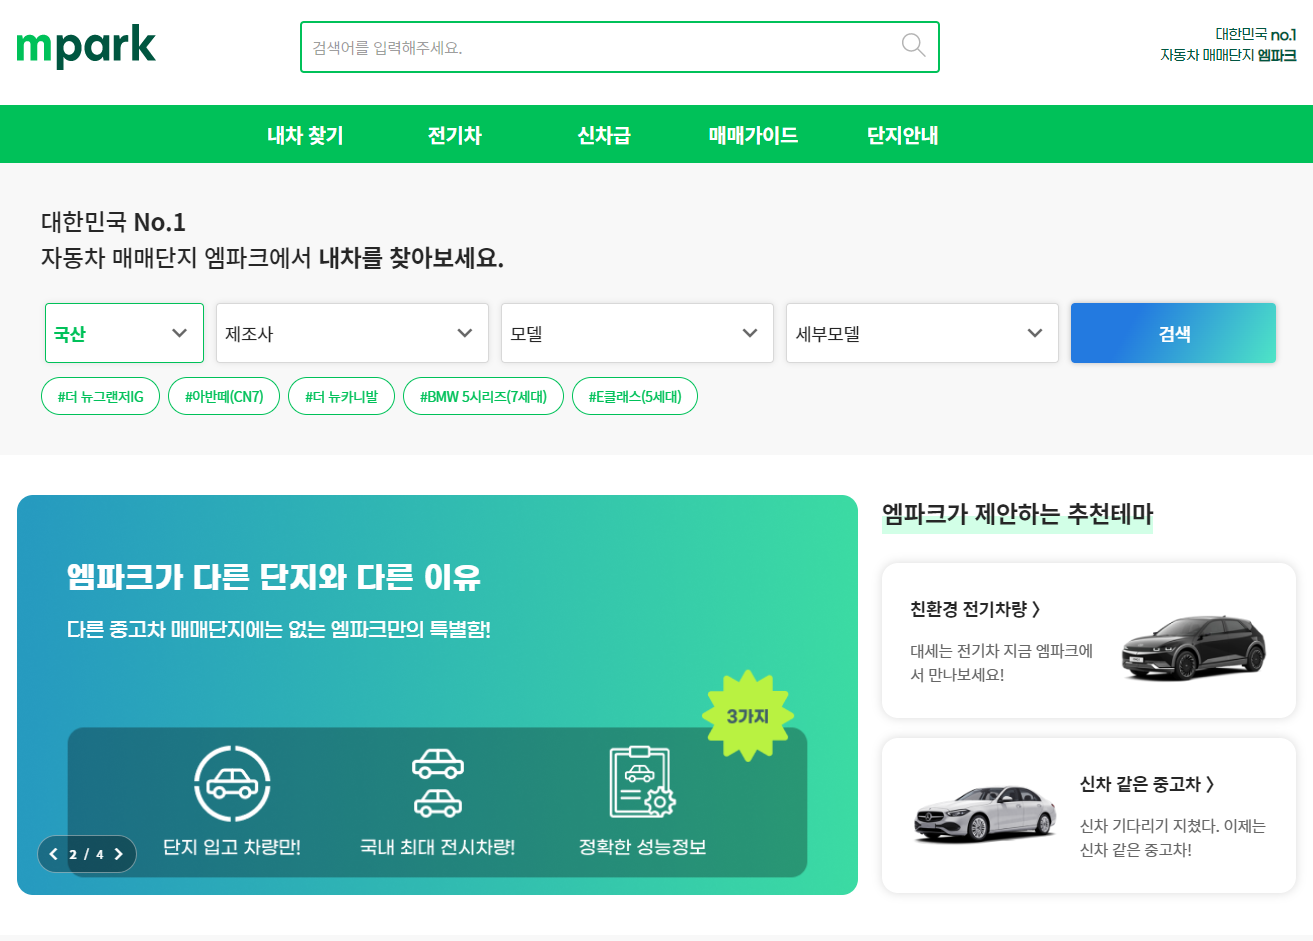 mpark
검색어를 입력해주세요.
대한민국 no.1
자동차 매매단지 엠파크
내차 찾기
전기차
신차급
매매가이드
단지안내
대한민국 No.1
자동차 매매단지 엠파크에서 내차를 찾아보세요.
국산
제조사
모델
세부모델
검색
#더 뉴그랜저IG
#아반떼(CN7)
#더 뉴카니발
#BMW 5시리즈(7세대)
#E클래스(5세대)
엠파크가 다른 단지와 다른 이유
다른 중고차 매매단지에는 없는 엠파크만의 특별함!
3가지
단지 입고 차량만!
국내 최대 전시차량!
정확한 성능정보
2 / 4
엠파크가 제안하는 추천테마
친환경 전기차량 〉
대세는 전기차 지금 엠파크에
서 만나보세요!
신차 같은 중고차 〉
신차 기다리기 지쳤다. 이제는
신차 같은 중고차!